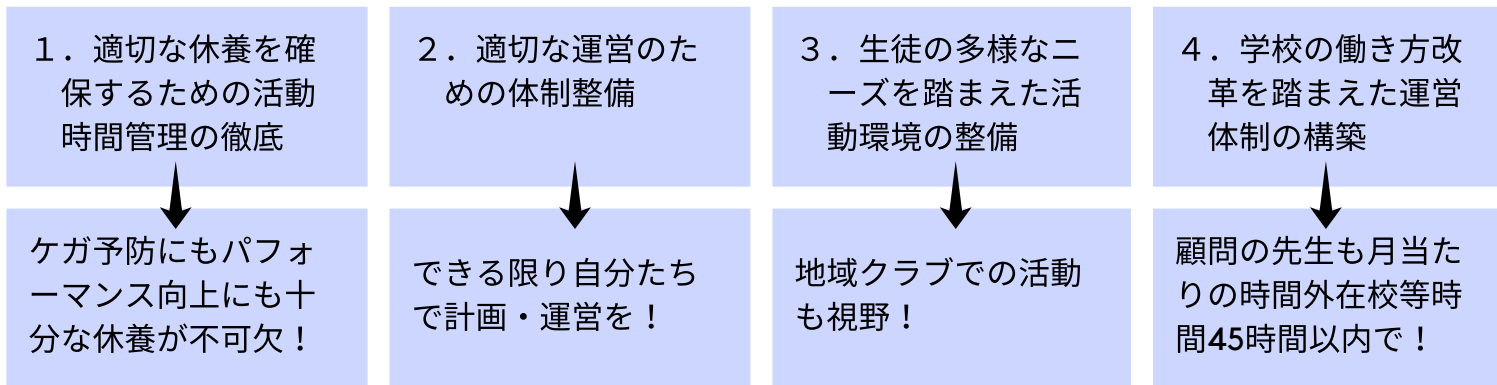 １．適切な休養を確
保するための活動
時間管理の徹底
ケガ予防にもパフォ
ーマンス向上にも十
分な休養が不可欠！
２．適切な運営のた
めの体制整備
できる限り自分たち
で計画・運営を！
３．生徒の多様なニ
ーズを踏まえた活
動環境の整備
地域クラブでの活動
も視野！
４．学校の働き方改
革を踏まえた運営
体制の構築
顧問の先生も月当た
りの時間外在校等時
間45時間以内で！